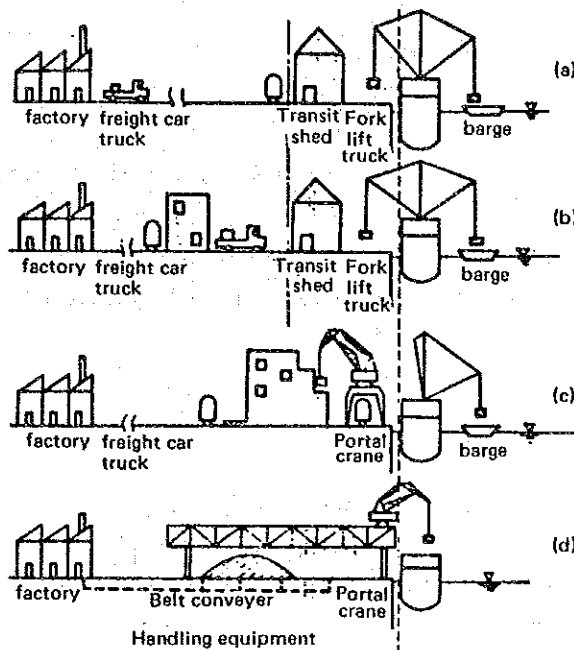 (a)
factory freight car truck Transit shed Fork lift truck barge
(b)
factory freight car truck Transit shed Fork lift truck barge
(c)
factory freight car truck Portal crane barge
(d)
factory Belt conveyer Portal crane
Handling equipment